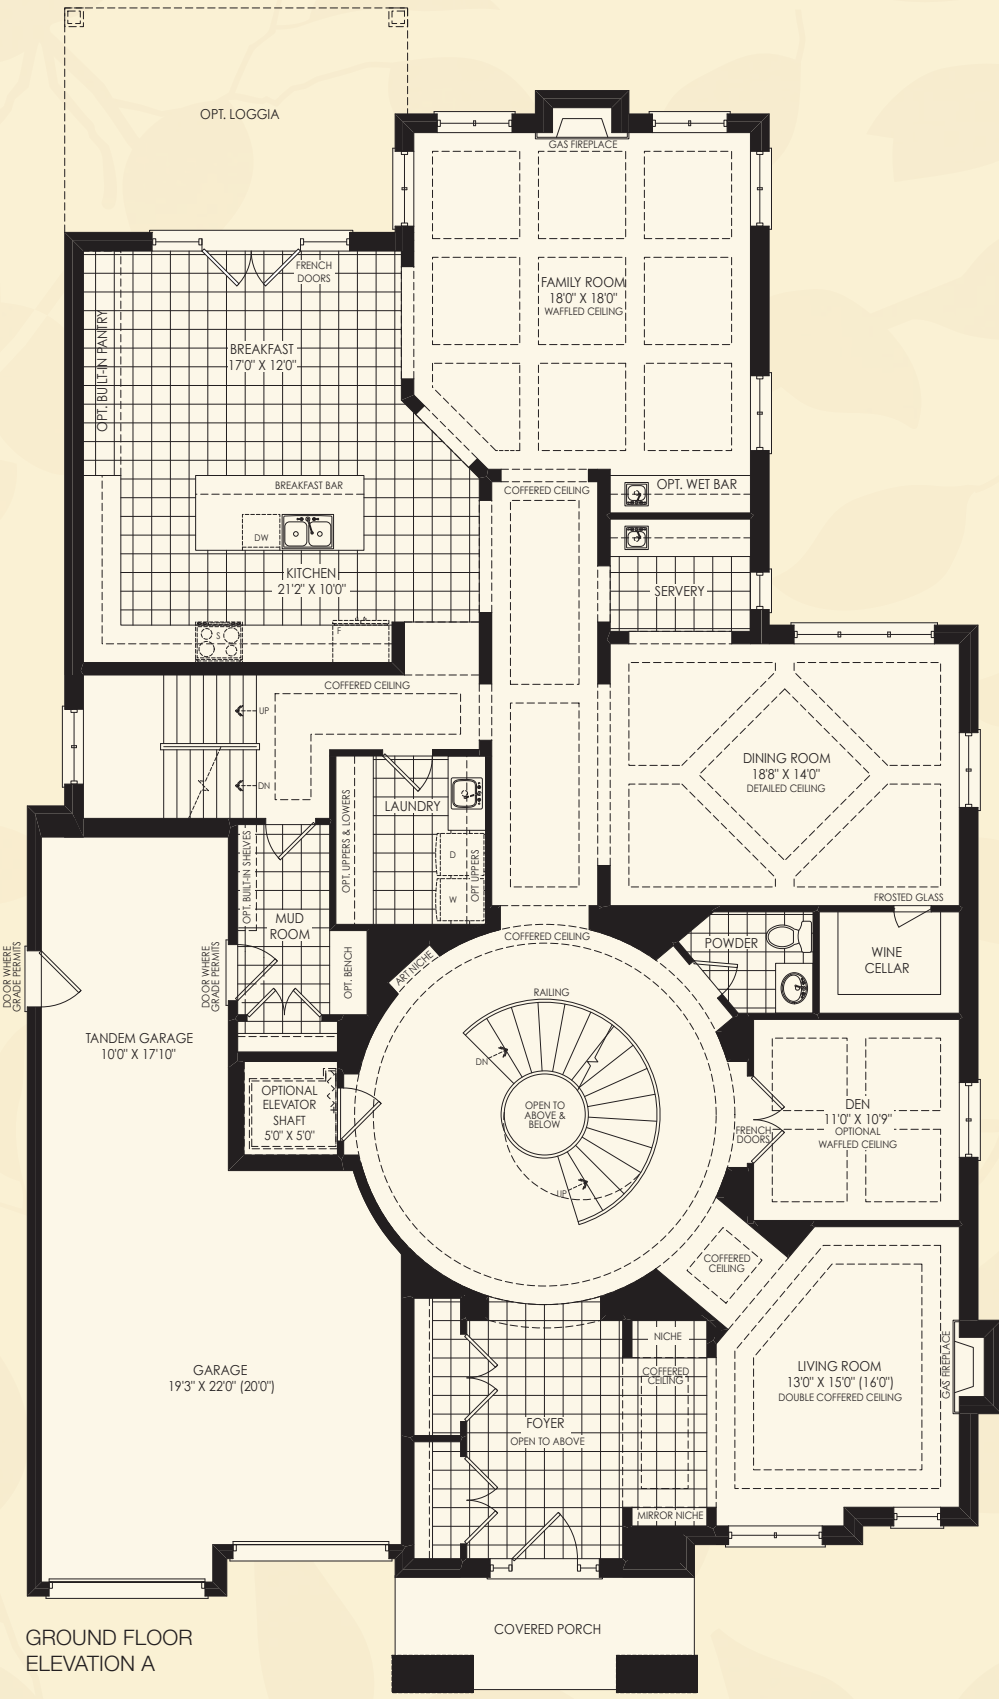 OPT. LOGGIA
GAS FIREPLACE
FRENCH
DOORS
FAMILY ROOM
18'0" X 18'0"
WAFFLED CEILING
OPT. BUILT-IN PANTRY
BREAKFAST
17'0" X 12'0"
BREAKFAST BAR
DW
KITCHEN
21'2" X 10'0"
S
F
COFFERED CEILING
OPT. WET BAR
SERVERY
COFFERED CEILING
UP
DN
LAUNDRY
OPT. UPPERS & LOWERS
D
W
OPT UPPERS
DINING ROOM
18'8" X 14'0"
DETAILED CEILING
FROSTED GLASS
OPT. BUILT-IN SHELVES
MUD
ROOM
OPT. BENCH
DOOR WHERE
GRADE PERMITS
DOOR WHERE
GRADE PERMITS
COFFERED CEILING
ART NICHE
POWDER
WINE
CELLAR
RAILING
DN
OPEN TO
ABOVE &
BELOW
UP
TANDEM GARAGE
10'0" X 17'10"
OPTIONAL
ELEVATOR
SHAFT
5'0" X 5'0"
DEN
11'0" X 10'9"
OPTIONAL
WAFFLED CEILING
FRENCH
DOORS
COFFERED
CEILING
NICHE
COFFERED
CEILING
GARAGE
19'3" X 22'0" (20'0")
FOYER
OPEN TO ABOVE
LIVING ROOM
13'0" X 15'0" (16'0")
DOUBLE COFFERED CEILING
GAS FIREPLACE
MIRROR NICHE
COVERED PORCH
GROUND FLOOR
ELEVATION A